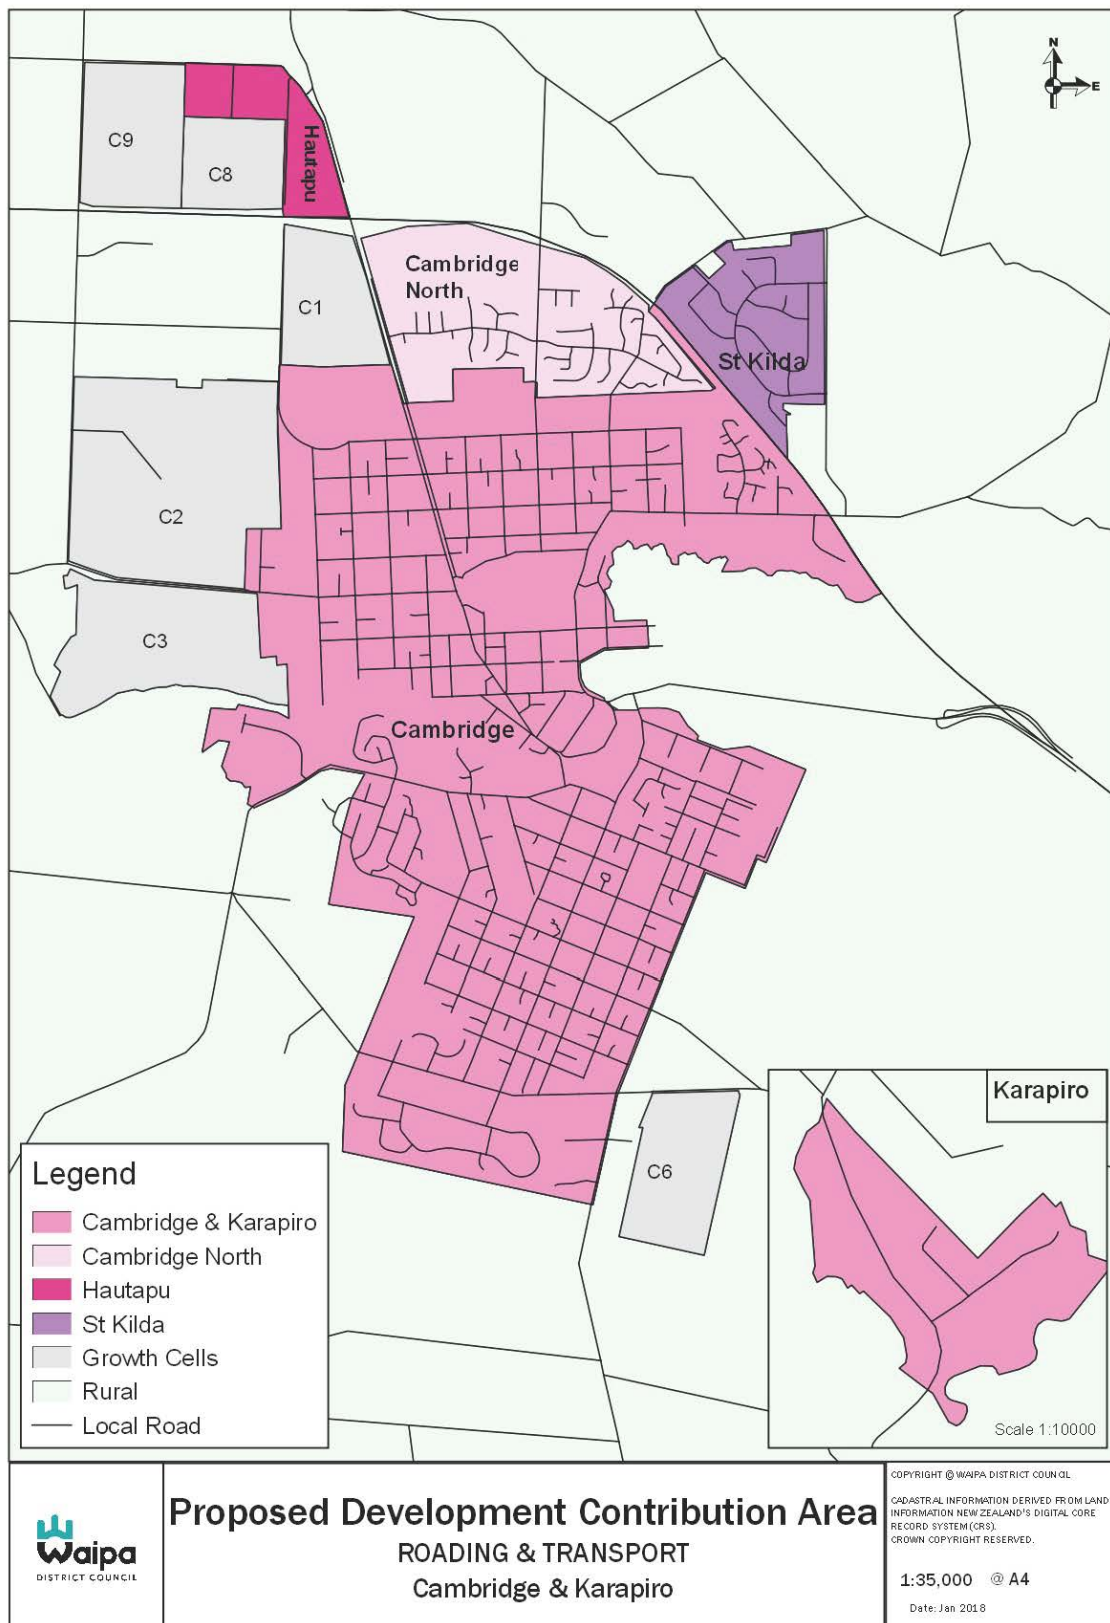 N
E
C9
C8
Hautapu
Cambridge
North
C1
St Kilda
C2
C3
Cambridge
C6
Karapiro
Scale 1:10000
Legend
Cambridge & Karapiro
Cambridge North
Hautapu
St Kilda
Growth Cells
Rural
Local Road
Waipa
DISTRICT COUNCIL
Proposed Development Contribution Area
ROADING & TRANSPORT
Cambridge & Karapiro
COPYRIGHT © WAIPA DISTRICT COUNCIL
CADASTRAL INFORMATION DERIVED FROM LAND
INFORMATION NEW ZEALAND'S DIGITAL CORE
RECORD SYSTEM (CRS).
CROWN COPYRIGHT RESERVED.
1:35,000 @ A4
Date: Jan 2018